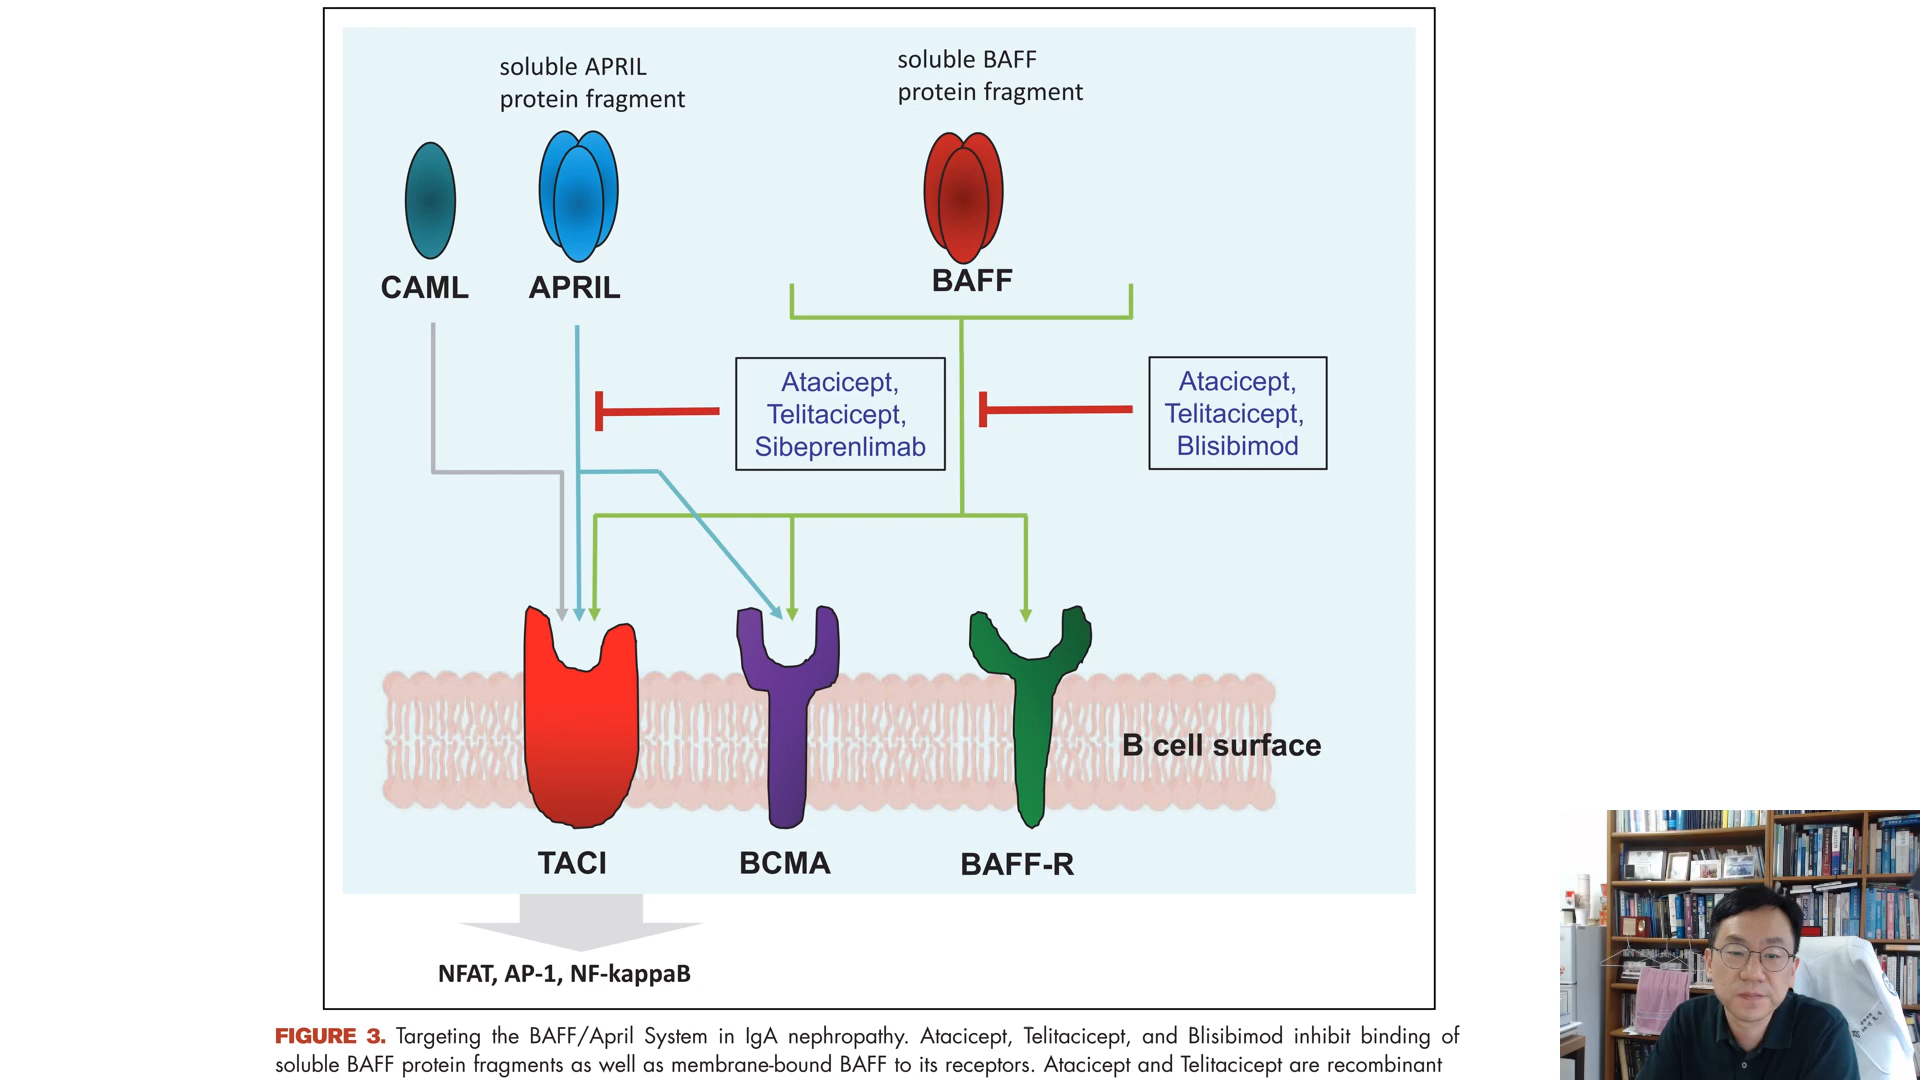 soluble APRIL
protein fragment
soluble BAFF
protein fragment
CAML
APRIL
BAFF
Atacicept,
Telitacicept,
Sibeprenlimab
Atacicept,
Telitacicept,
Blisibimod
B cell surface
TACI
BCMA
BAFF-R
NFAT, AP-1, NF-kappaB
FIGURE 3. Targeting the BAFF/April System in IgA nephropathy. Atacicept, Telitacicept, and Blisibimod inhibit binding of
soluble BAFF protein fragments as well as membrane-bound BAFF to its receptors. Atacicept and Telitacicept are recombinant